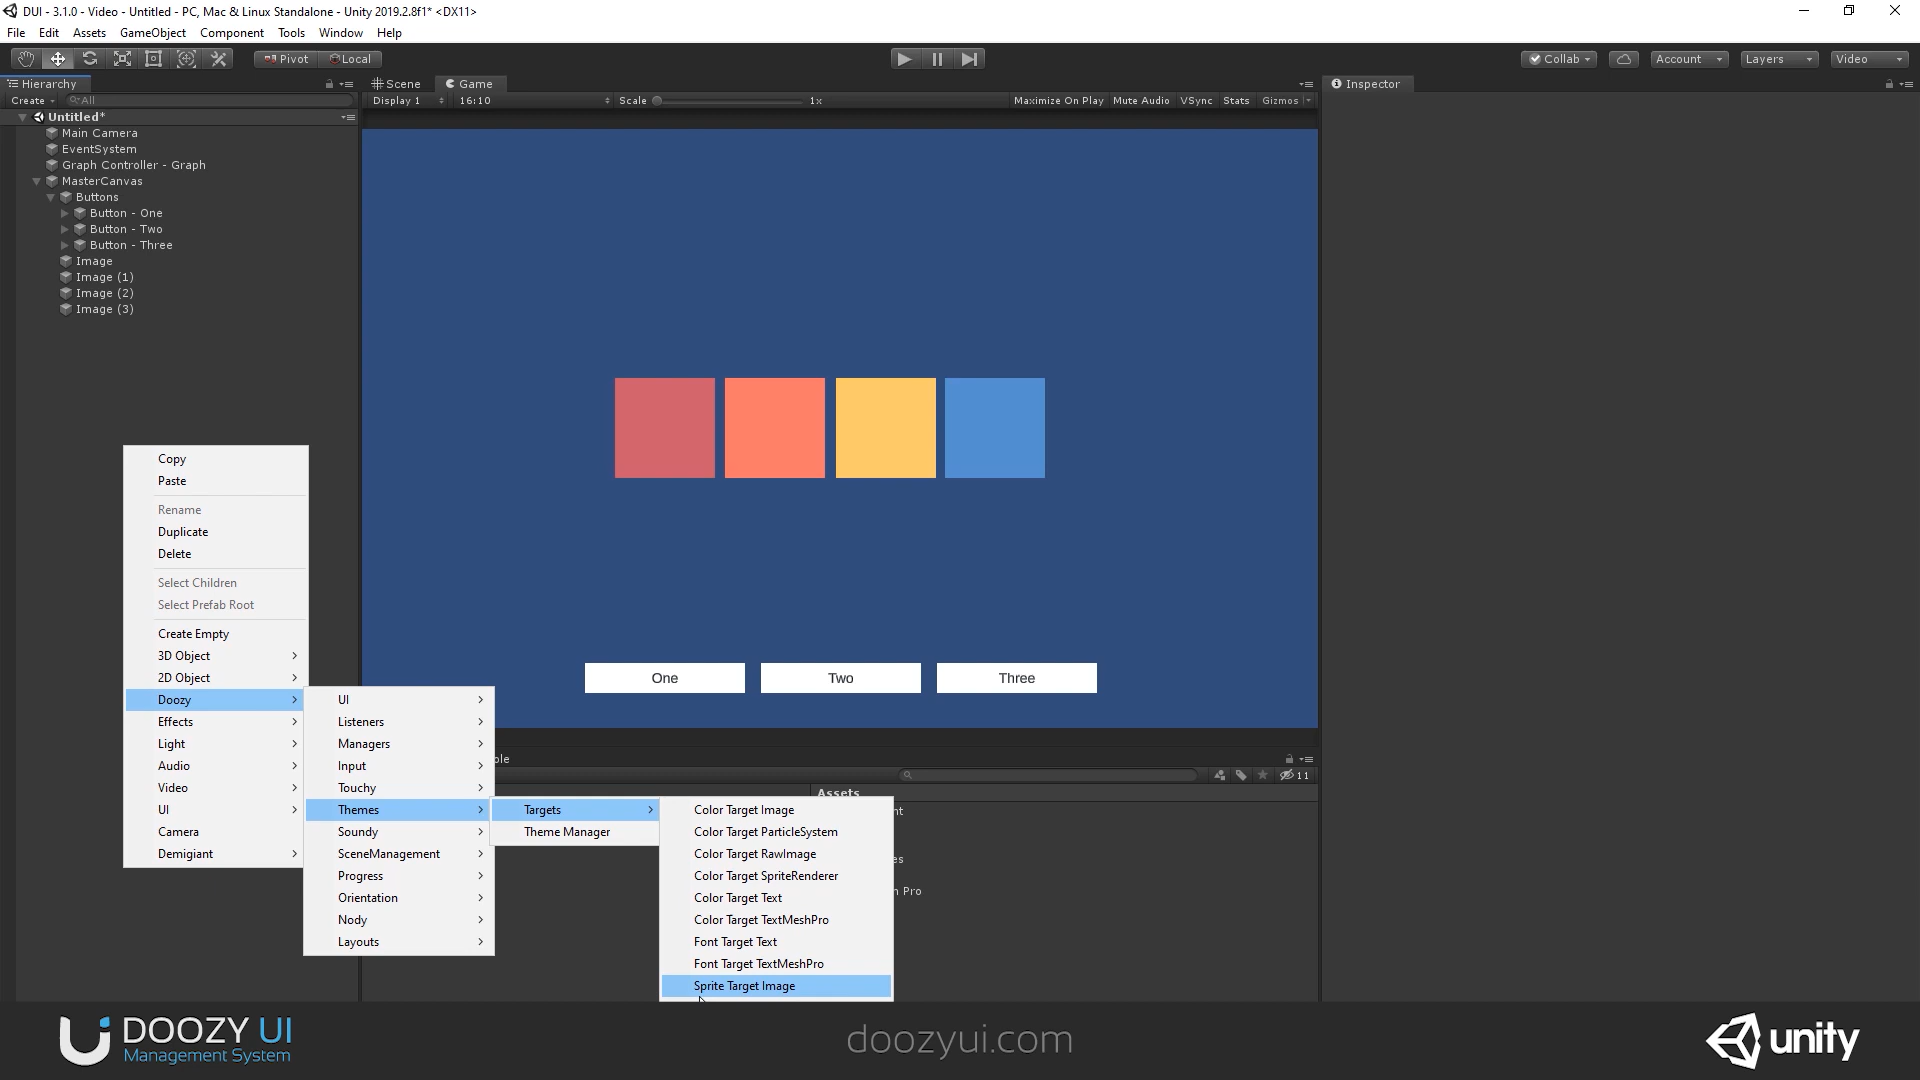 DUI - 3.1.0 - Video - Untitled - PC, Mac & Linux Standalone - Unity 2019.2.8f1* <DX11>
File Edit Assets GameObject Component Tools Window Help
Pivot Local Collab Account Layers Video
Hierarchy Scene Game Inspector
Create All Display 1 16:10 Scale 1x Maximize On Play Mute Audio VSync Stats Gizmos
Untitled*
Main Camera
EventSystem
Graph Controller - Graph
MasterCanvas
Buttons
Button - One
Button - Two
Button - Three
Image
Image (1)
Image (2)
Image (3)
One Two Three
Copy
Paste
Rename
Duplicate
Delete
Select Children
Select Prefab Root
Create Empty
3D Object
2D Object
Doozy
Effects
Light
Audio
Video
UI
Camera
Demigiant
UI
Listeners
Managers
Input
Touchy
Themes
Soundy
SceneManagement
Progress
Orientation
Nody
Layouts
Targets
Theme Manager
Color Target Image
Color Target ParticleSystem
Color Target RawImage
Color Target SpriteRenderer
Color Target Text
Color Target TextMeshPro
Font Target Text
Font Target TextMeshPro
Sprite Target Image
11
Assets
Pro
DOOZY UI
Management System
doozyui.com
unity